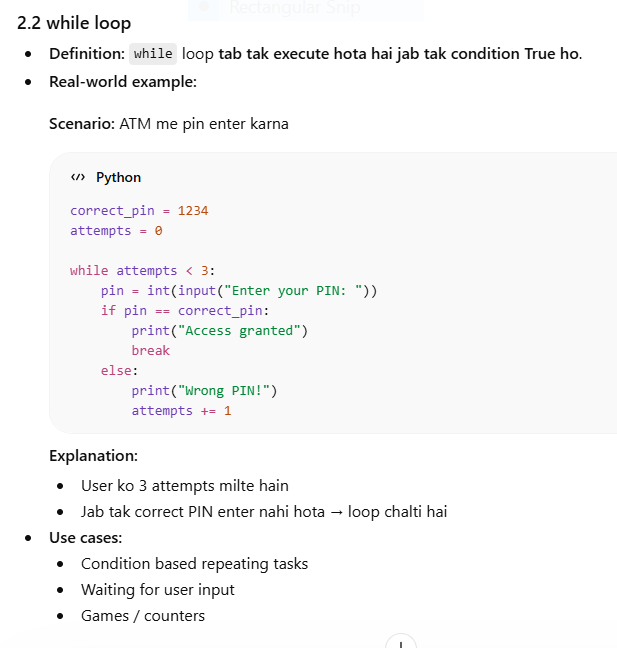 Rectangular Snip
2.2 while loop
• Definition: while loop tab tak execute hota hai jab tak condition True ho.
• Real-world example:
Scenario: ATM me pin enter karna
</> Python
correct_pin = 1234
attempts = 0
while attempts < 3:
    pin = int(input("Enter your PIN: "))
    if pin == correct_pin:
        print("Access granted")
        break
    else:
        print("Wrong PIN!")
        attempts += 1
Explanation:
• User ko 3 attempts milte hain
• Jab tak correct PIN enter nahi hota → loop chalti hai
• Use cases:
• Condition based repeating tasks
• Waiting for user input
• Games / counters